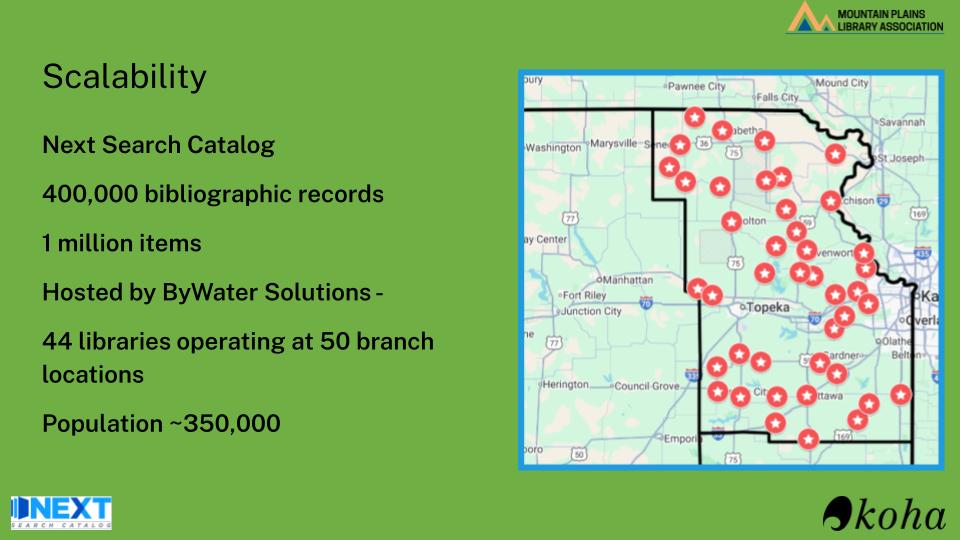 MOUNTAIN PLAINS
LIBRARY ASSOCIATION
Scalability
Next Search Catalog
400,000 bibliographic records
1 million items
Hosted by ByWater Solutions -
44 libraries operating at 50 branch
locations
Population ~350,000
bury
Pawnee City
Mound City
Falls City
Savannah
Washington
Marysville
Sene
36
abeth
75
St Joseph
chison
29
169
77
olton
59
ay Center
75
venwort
435
Manhattan
Fort Riley
70
Junction City
Topeka
70
Ka
Overla
77
Olathe
Belton
ardner
335
Herington
Council Grove
Cit
ttawa
Empori
169
boro
50
75
NEXT
SEARCH CATALOG
koha